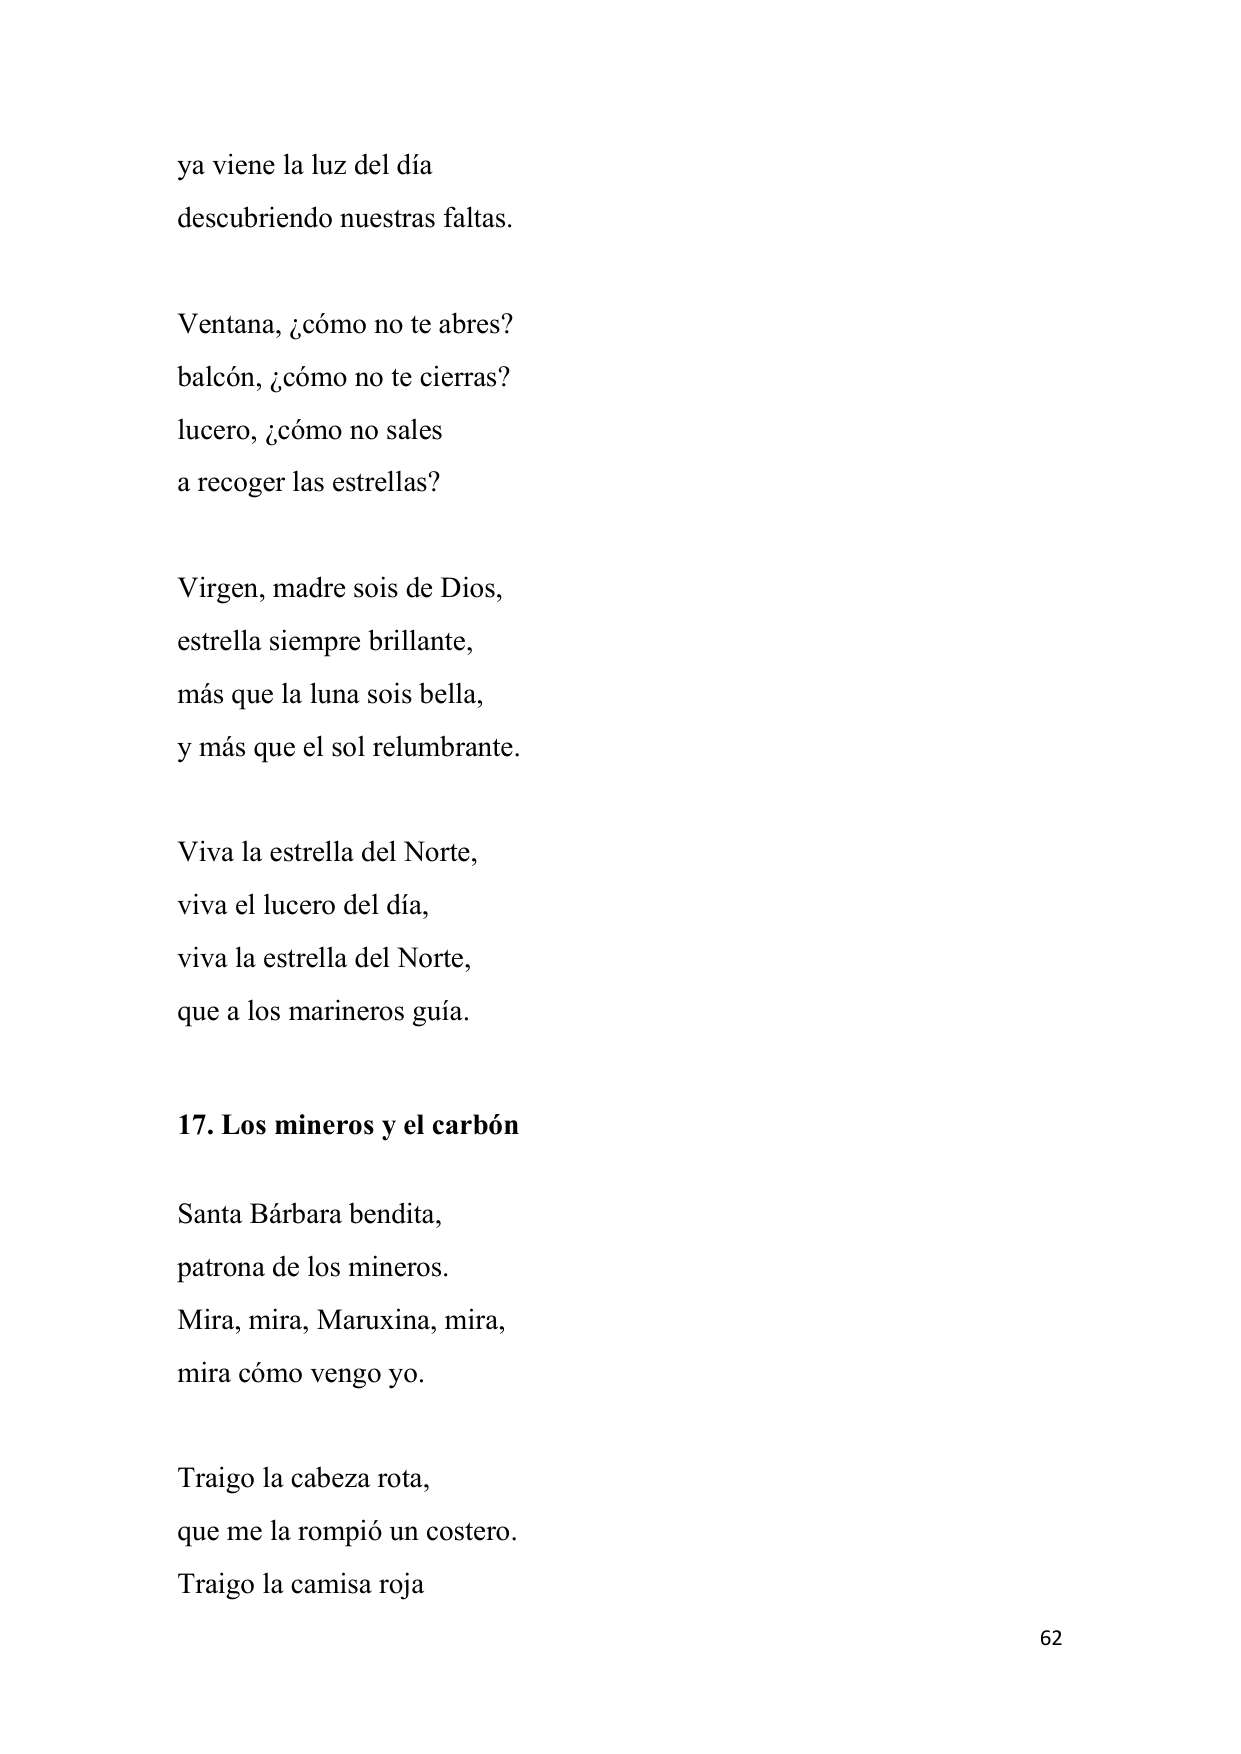 ya viene la luz del día
descubriendo nuestras faltas.
Ventana, ¿cómo no te abres?
balcón, ¿cómo no te cierras?
lucero, ¿cómo no sales
a recoger las estrellas?
Virgen, madre sois de Dios,
estrella siempre brillante,
más que la luna sois bella,
y más que el sol relumbrante.
Viva la estrella del Norte,
viva el lucero del día,
viva la estrella del Norte,
que a los marineros guía.
17. Los mineros y el carbón
Santa Bárbara bendita,
patrona de los mineros.
Mira, mira, Maruxina, mira,
mira cómo vengo yo.
Traigo la cabeza rota,
que me la rompió un costero.
Traigo la camisa roja
62